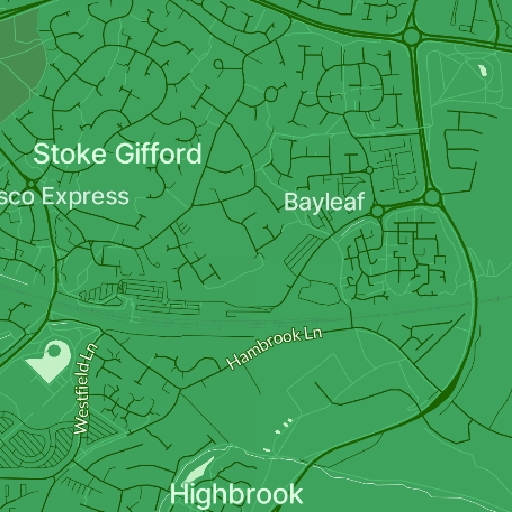 Stoke Gifford
sco Express
Bayleaf
Hambrook Ln
Westfield Ln
Highbrook